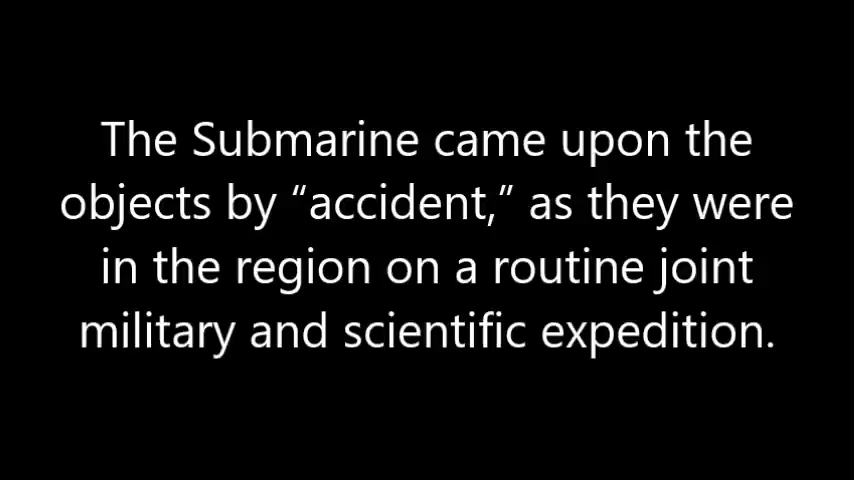 The Submarine came upon the
objects by “accident,” as they were
in the region on a routine joint
military and scientific expedition.